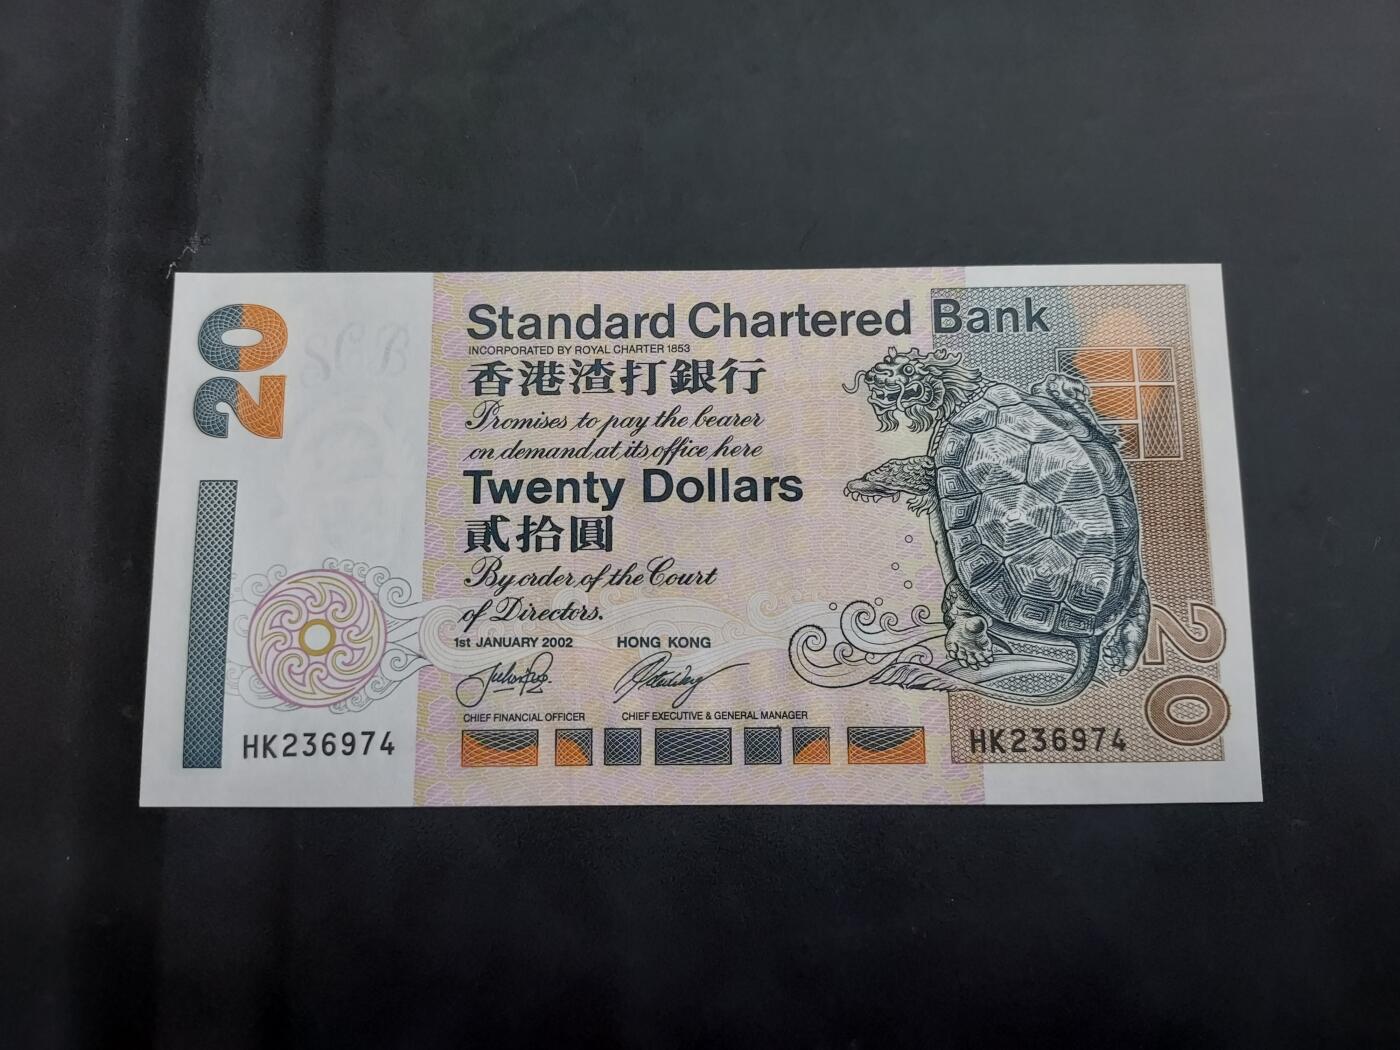 20
SCB
Standard Chartered Bank
INCORPORATED BY ROYAL CHARTER 1853
香港渣打銀行
Promises to pay the bearer
on demand at its office here
Twenty Dollars
貳拾圓
By order of the Court
of Directors.
1st JANUARY 2002 HONG KONG
CHIEF FINANCIAL OFFICER CHIEF EXECUTIVE & GENERAL MANAGER
HK236974
HK236974
20